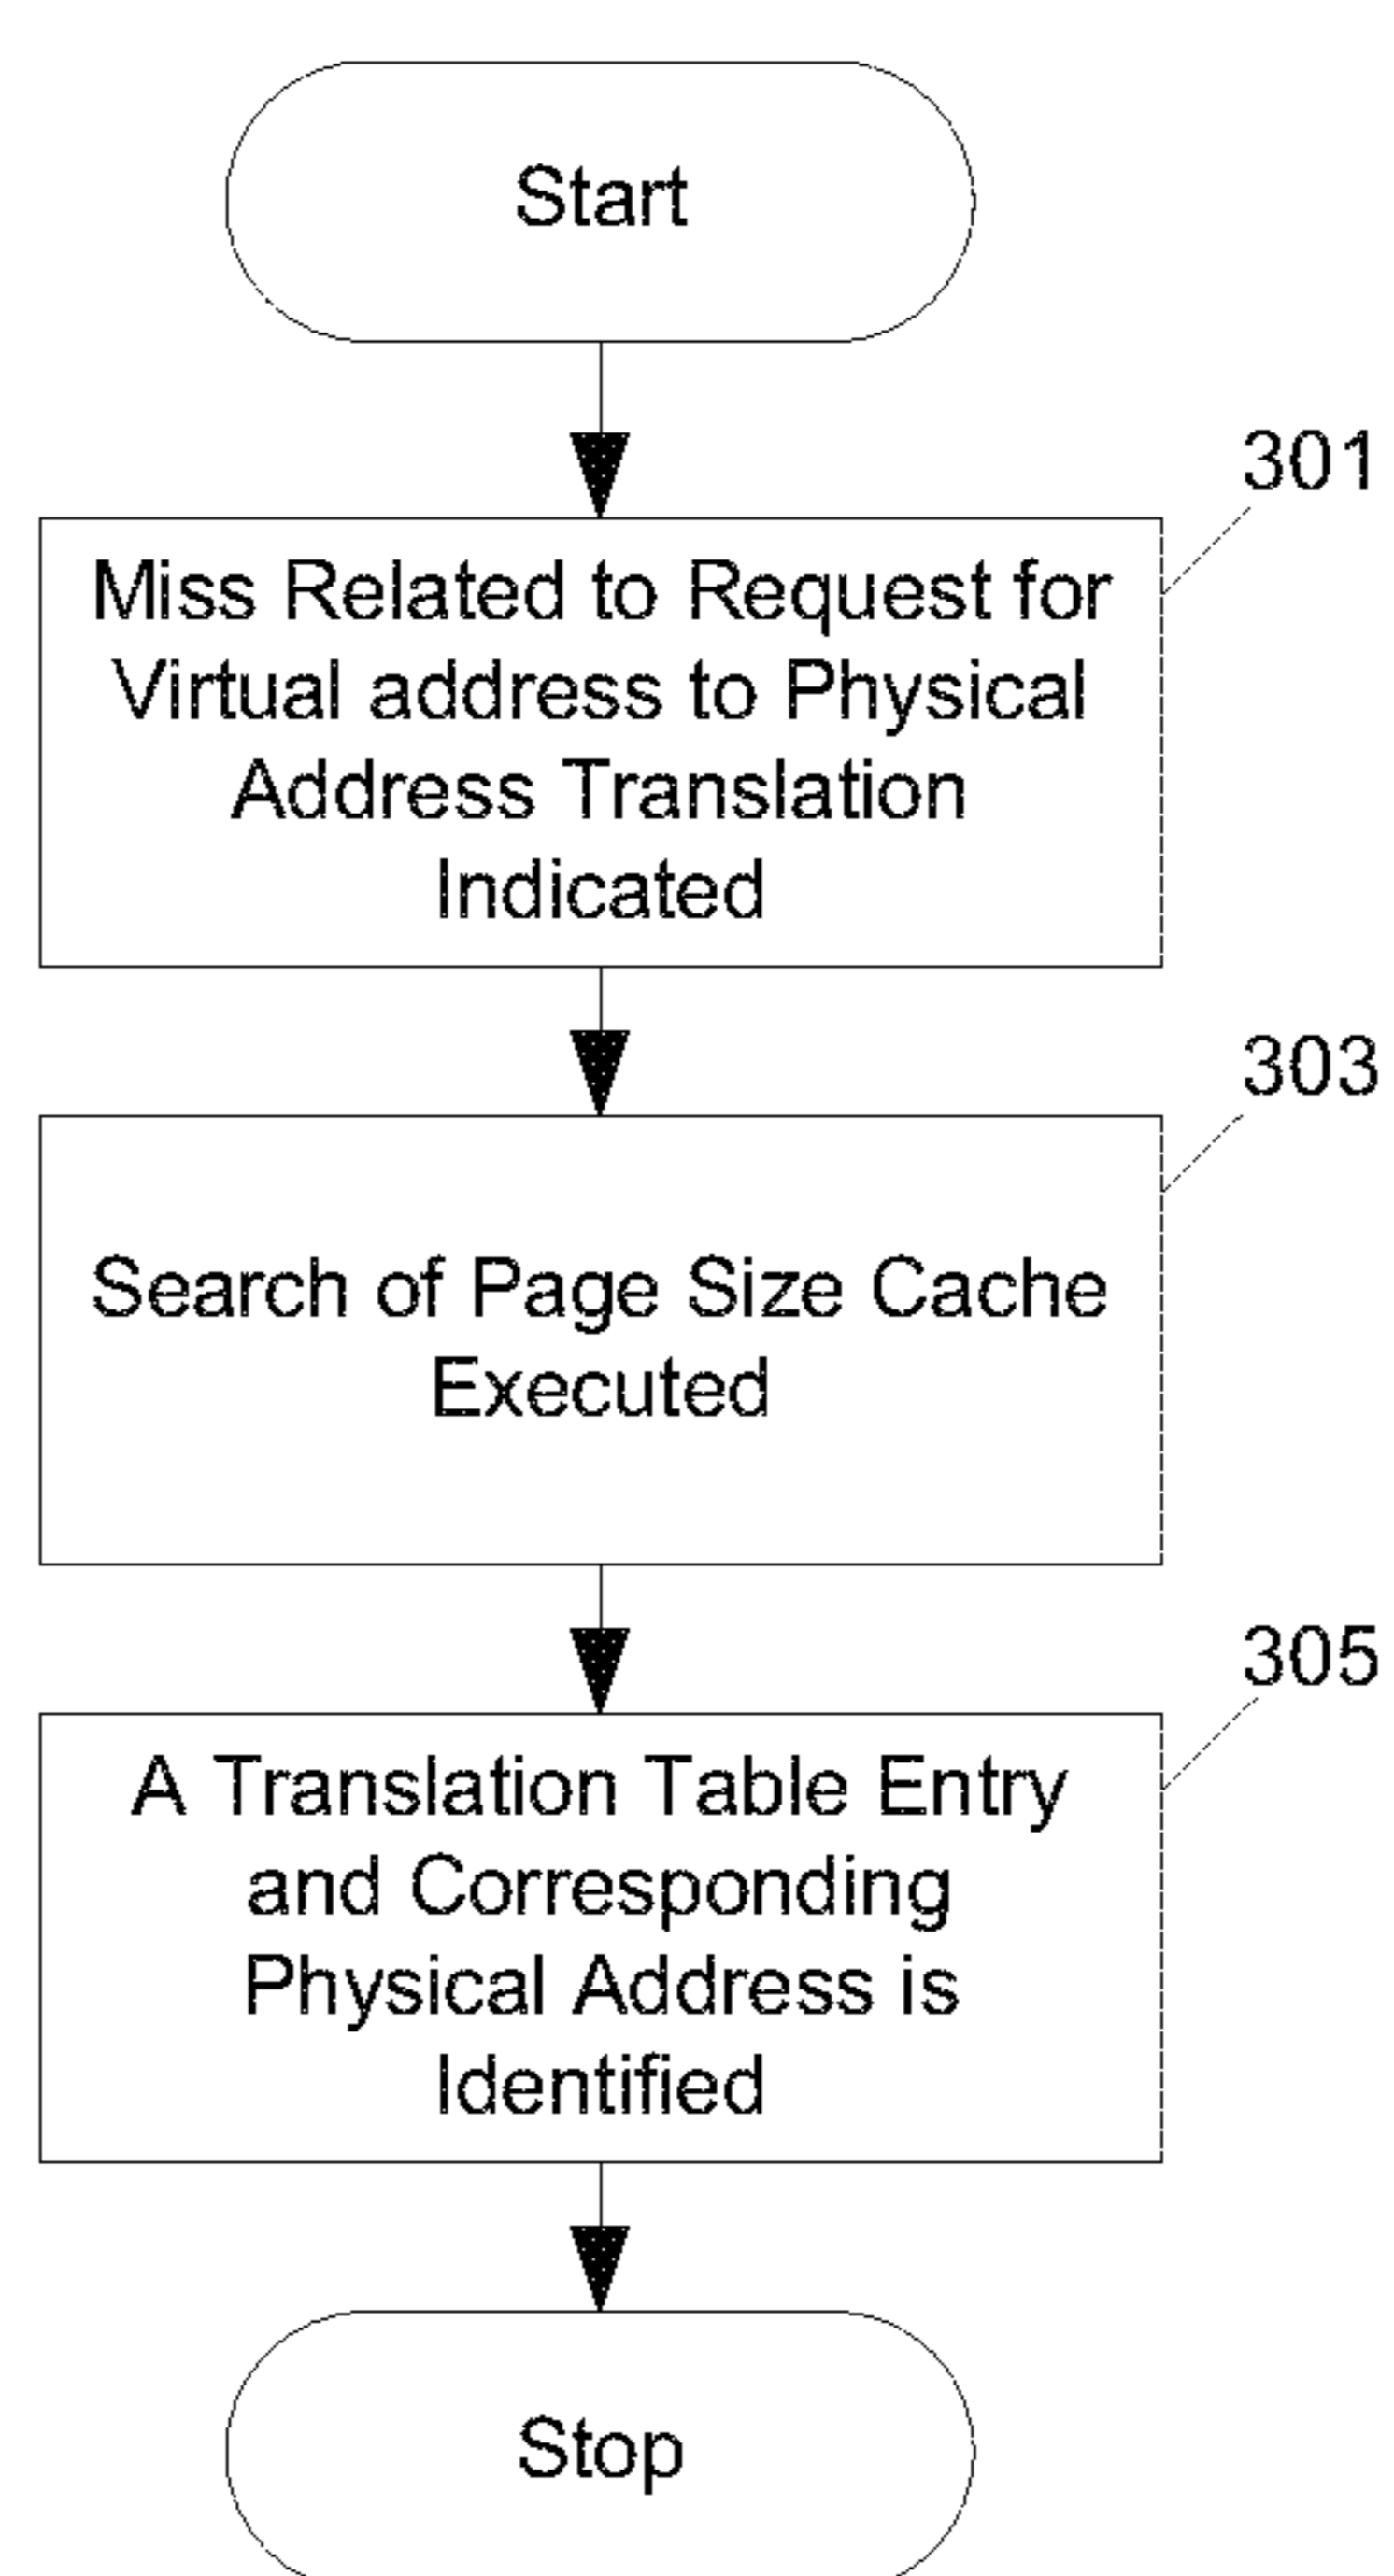 Start
301
Miss Related to Request for
Virtual address to Physical
Address Translation
Indicated
303
Search of Page Size Cache
Executed
305
A Translation Table Entry
and Corresponding
Physical Address is
Identified
Stop